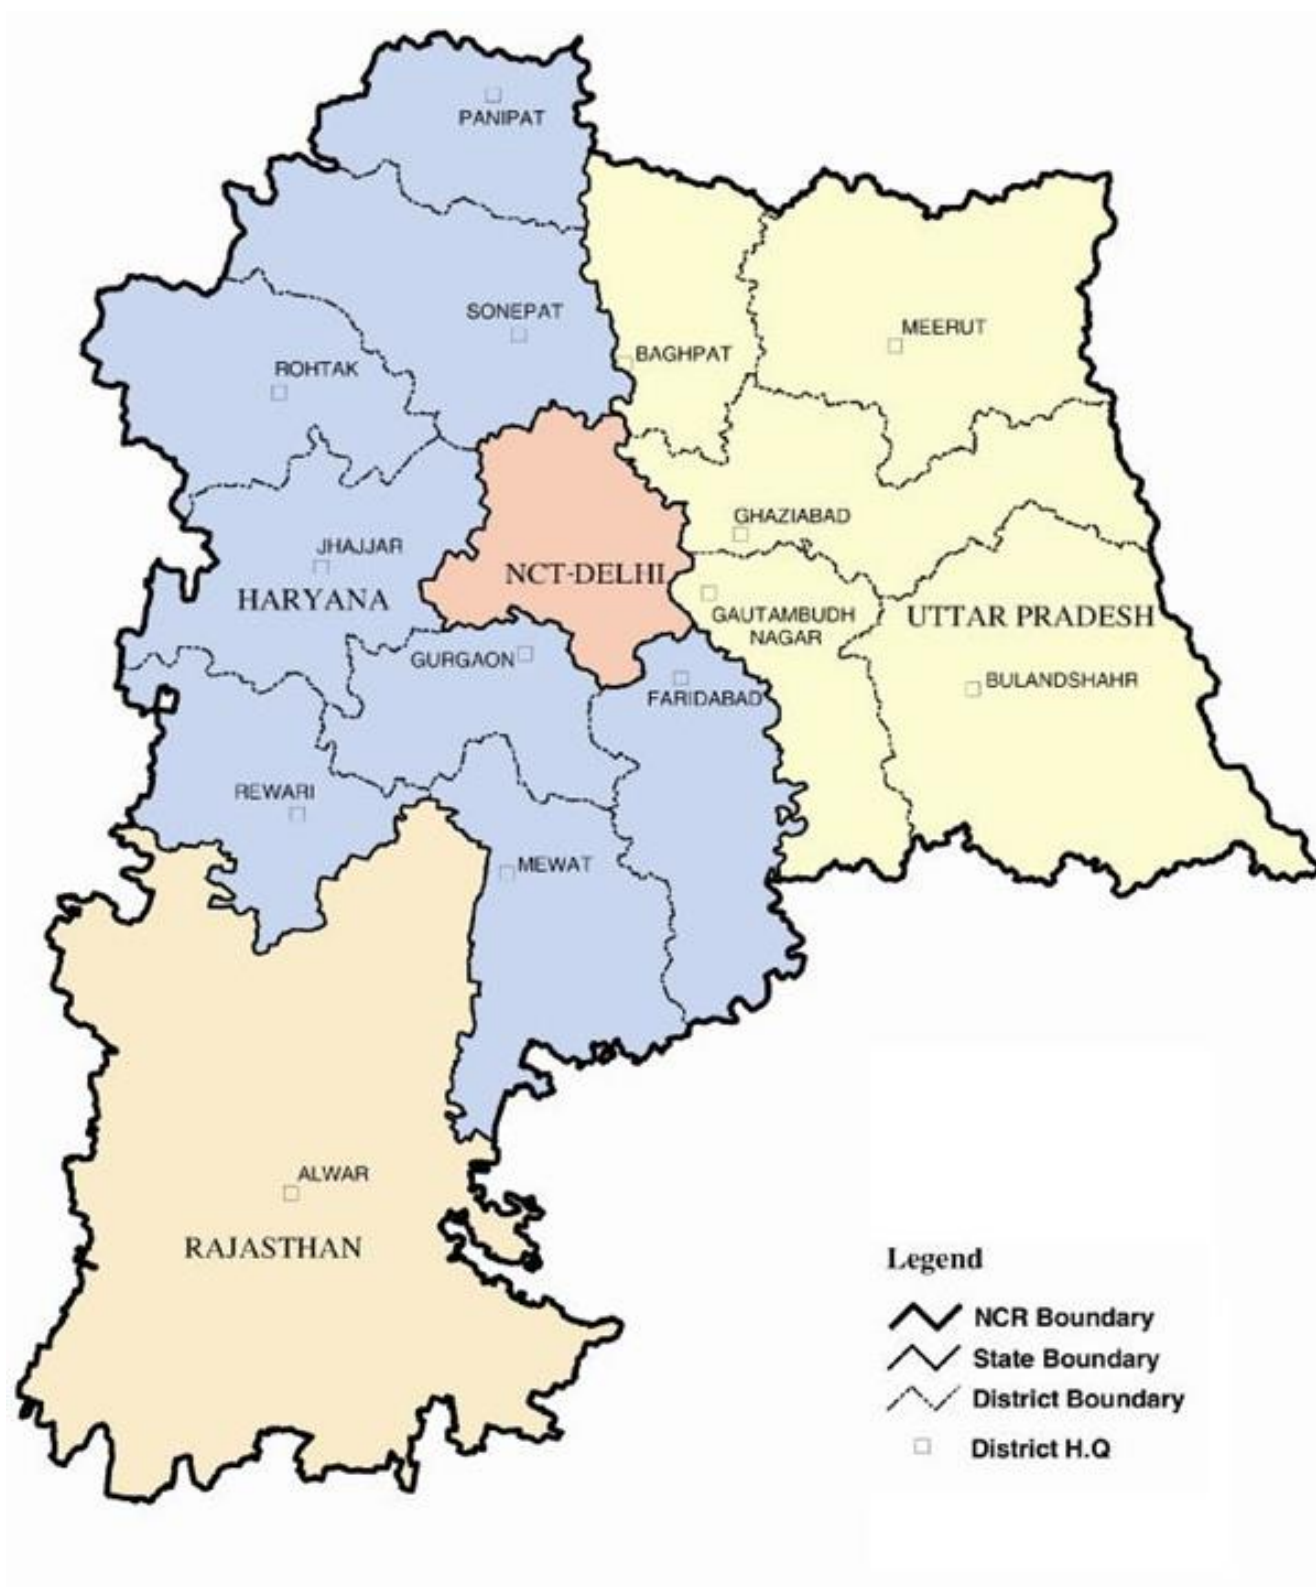 PANIPAT
SONEPAT
MEERUT
BAGHPAT
ROHTAK
GHAZIABAD
JHAJJAR
NCT-DELHI
HARYANA
GAUTAMBUDH
NAGAR
UTTAR PRADESH
GURGAON
BULANDSHAHR
FARIDABAD
REWARI
MEWAT
ALWAR
RAJASTHAN
Legend
NCR Boundary
State Boundary
District Boundary
District H.Q